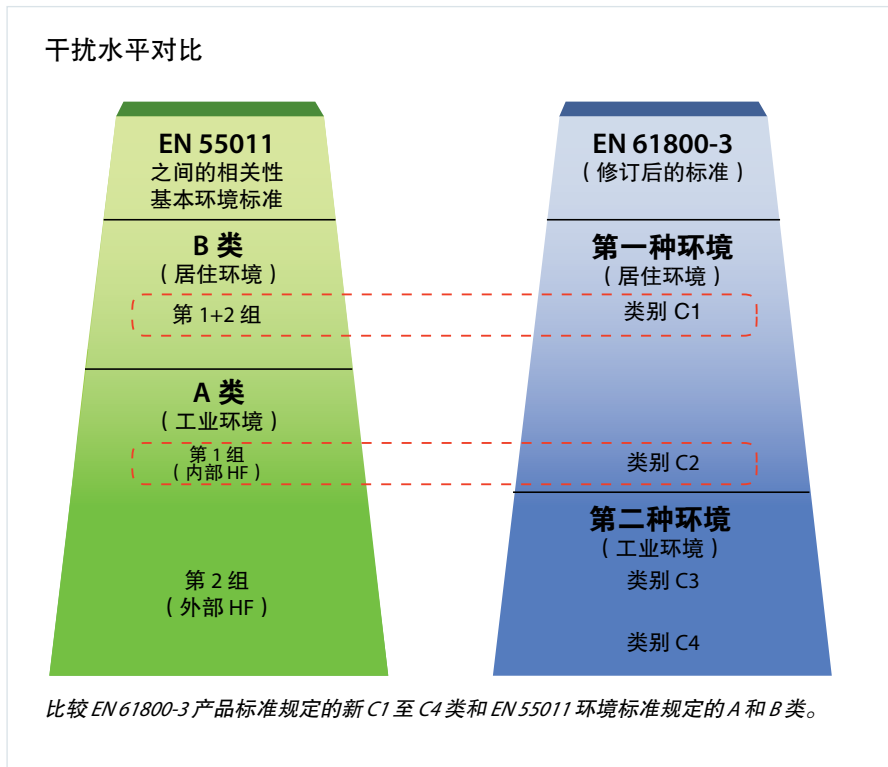 干扰水平对比
EN 55011
之间的相关性
基本环境标准
B 类
（居住环境）
第 1+2 组
A 类
（工业环境）
第 1 组
（内部 HF）
第 2 组
（外部 HF）
EN 61800-3
（修订后的标准）
第一种环境
（居住环境）
类别 C1
类别 C2
第二种环境
（工业环境）
类别 C3
类别 C4
比较 EN 61800-3 产品标准规定的新 C1 至 C4 类和 EN 55011 环境标准规定的 A 和 B 类。